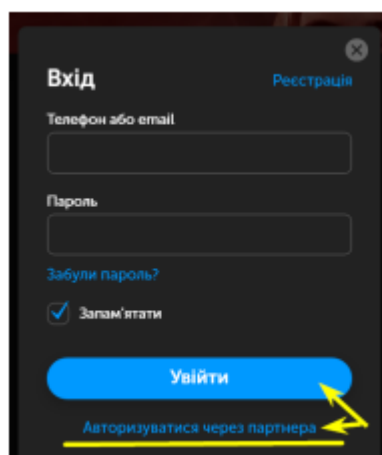 Вхід
Реєстрація
Телефон або email
Пароль
Забули пароль?
Запам'ятати
Увійти
Авторизуватися через партнера